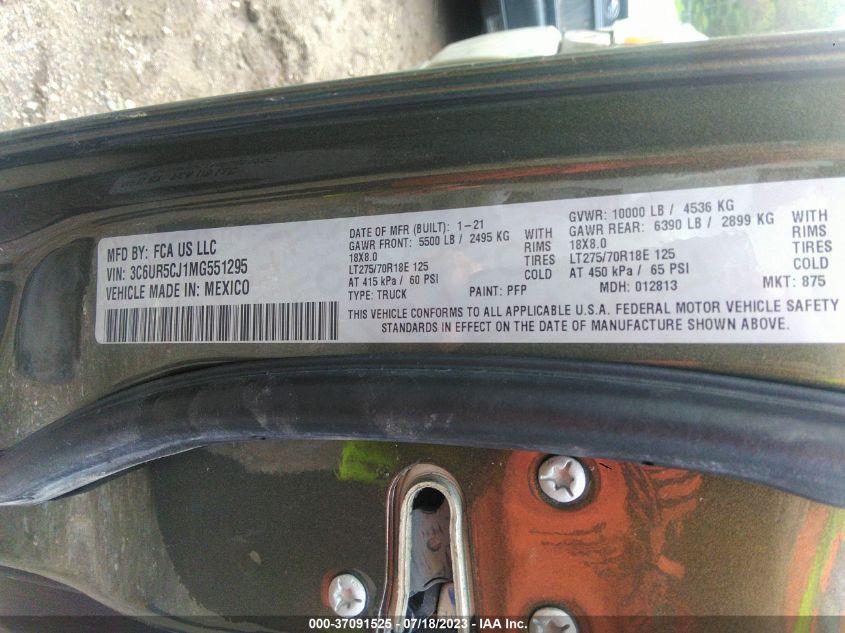 MFD BY: FCA US LLC
VIN: 3C6UR5CJ1MG551295
VEHICLE MADE IN: MEXICO
DATE OF MFR (BUILT): 1-21
GAWR FRONT: 5500 LB / 2495 KG WITH
18X8.0 RIMS
LT275/70R18E 125 TIRES
AT 415 kPa / 60 PSI COLD
TYPE: TRUCK PAINT: PFP
GVWR: 10000 LB / 4536 KG
GAWR REAR: 6390 LB / 2899 KG WITH
18X8.0 RIMS
LT275/70R18E 125 TIRES
AT 450 kPa / 65 PSI COLD
MDH: 012813 MKT: 875
THIS VEHICLE CONFORMS TO ALL APPLICABLE U.S.A. FEDERAL MOTOR VEHICLE SAFETY
STANDARDS IN EFFECT ON THE DATE OF MANUFACTURE SHOWN ABOVE.
000-37091525 - 07/18/2023 - IAA Inc.